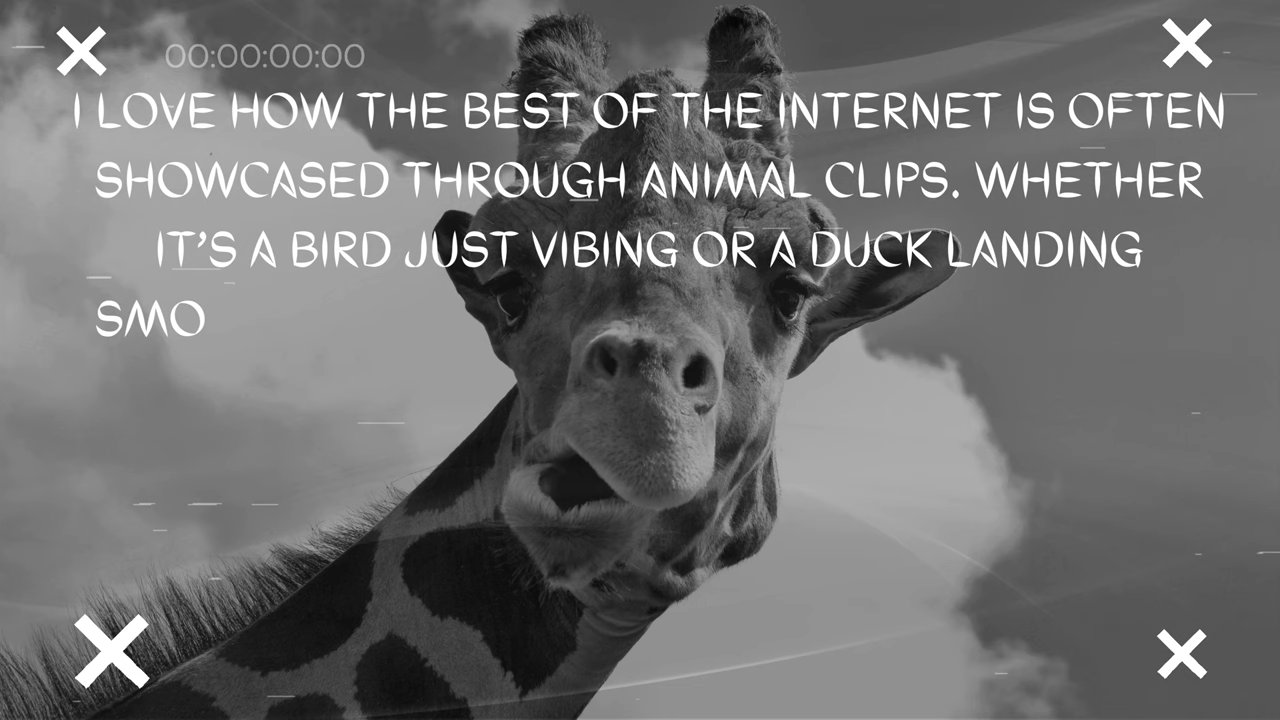 00:00:00:00
I LOVE HOW THE BEST OF THE INTERNET IS OFTEN
SHOWCASED THROUGH ANIMAL CLIPS. WHETHER
IT’S A BIRD JUST VIBING OR A DUCK LANDING
SMO